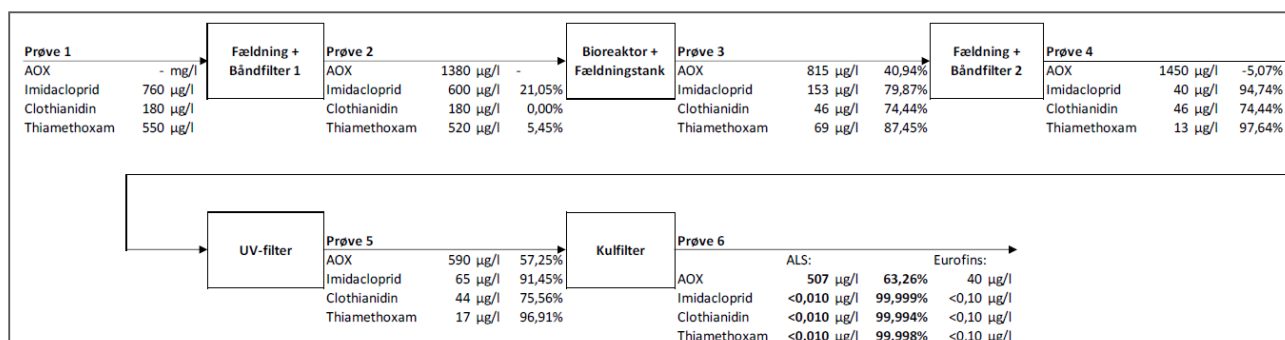 Prøve 1
AOX - mg/l
Imidacloprid 760 µg/l
Clothianidin 180 µg/l
Thiamethoxam 550 µg/l
Fældning +
Båndfilter 1
Prøve 2
AOX 1380 µg/l -
Imidacloprid 600 µg/l 21,05%
Clothianidin 180 µg/l 0,00%
Thiamethoxam 520 µg/l 5,45%
Bioreaktor +
Fældningstank
Prøve 3
AOX 815 µg/l 40,94%
Imidacloprid 153 µg/l 79,87%
Clothianidin 46 µg/l 74,44%
Thiamethoxam 69 µg/l 87,45%
Fældning +
Båndfilter 2
Prøve 4
AOX 1450 µg/l -5,07%
Imidacloprid 40 µg/l 94,74%
Clothianidin 46 µg/l 74,44%
Thiamethoxam 13 µg/l 97,64%
UV-filter
Prøve 5
AOX 590 µg/l 57,25%
Imidacloprid 65 µg/l 91,45%
Clothianidin 44 µg/l 75,56%
Thiamethoxam 17 µg/l 96,91%
Kulfilter
Prøve 6
ALS: Eurofins:
AOX 507 µg/l 63,26% 40 µg/l
Imidacloprid <0,010 µg/l 99,999% <0,10 µg/l
Clothianidin <0,010 µg/l 99,994% <0,10 µg/l
Thiamethoxam <0,010 µg/l 99,998% <0,10 µg/l